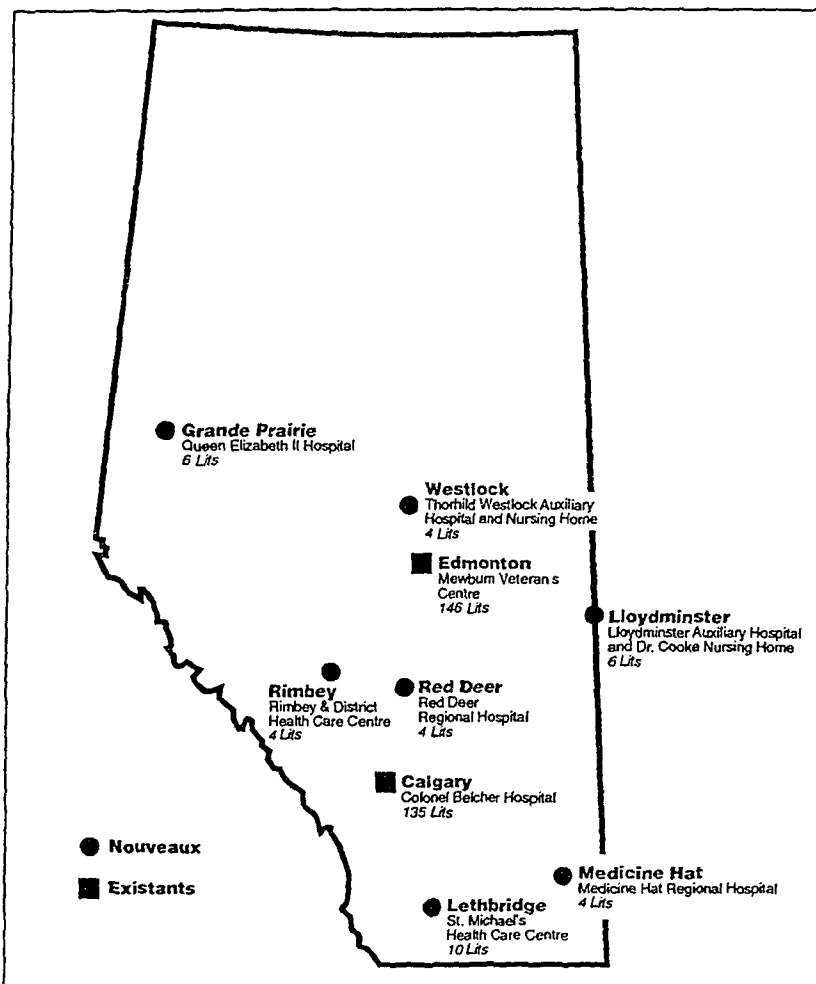 Grande Prairie
Queen Elizabeth II Hospital
6 Lits
Westlock
Thorhild Westlock Auxiliary
Hospital and Nursing Home
4 Lits
Edmonton
Mewburn Veterans
Centre
146 Lits
Lloydminster
Lloydminster Auxiliary Hospital
and Dr. Cooke Nursing Home
6 Lits
Rimbey
Rimbey & District
Health Care Centre
4 Lits
Red Deer
Red Deer
Regional Hospital
4 Lits
Calgary
Colonel Belcher Hospital
135 Lits
Nouveaux
Existants
Medicine Hat
Medicine Hat Regional Hospital
4 Lits
Lethbridge
St. Michael's
Health Care Centre
10 Lits